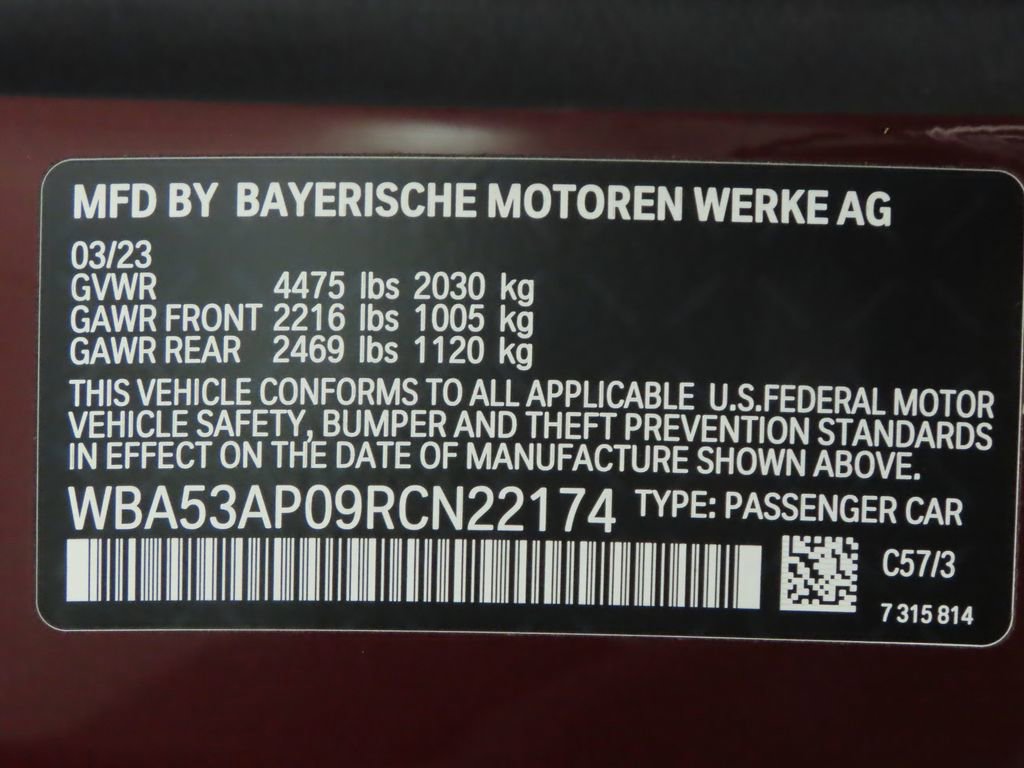 MFD BY BAYERISCHE MOTOREN WERKE AG
03/23
GVWR 4475 lbs 2030 kg
GAWR FRONT 2216 lbs 1005 kg
GAWR REAR 2469 lbs 1120 kg
THIS VEHICLE CONFORMS TO ALL APPLICABLE U.S.FEDERAL MOTOR
VEHICLE SAFETY, BUMPER AND THEFT PREVENTION STANDARDS
IN EFFECT ON THE DATE OF MANUFACTURE SHOWN ABOVE.
WBA53AP09RCN22174 TYPE: PASSENGER CAR
C57/3
7 315 814